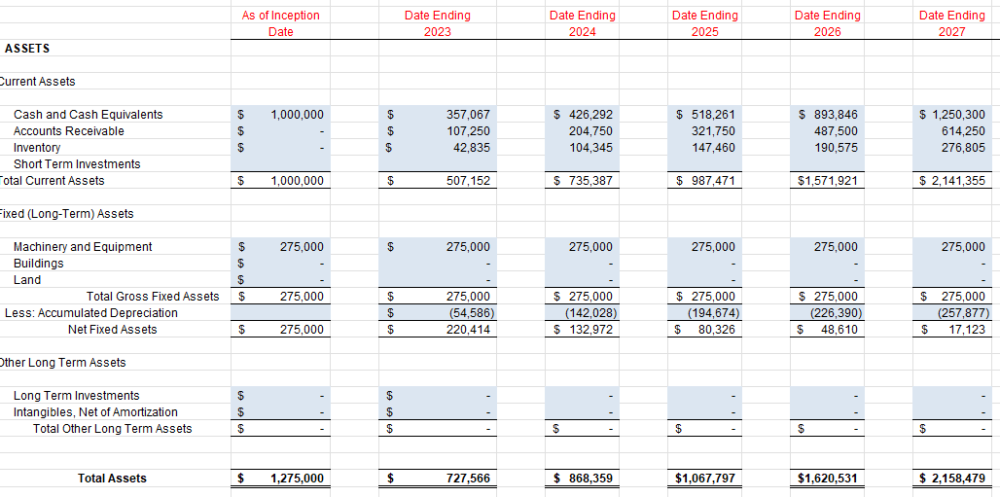 As of Inception Date Ending Date Ending Date Ending Date Ending Date Ending
Date 2023 2024 2025 2026 2027
ASSETS
Current Assets
Cash and Cash Equivalents $ 1,000,000 $ 357,067 $ 426,292 $ 518,261 $ 893,846 $ 1,250,300
Accounts Receivable $ - $ 107,250 204,750 321,750 487,500 614,250
Inventory $ - $ 42,835 104,345 147,460 190,575 276,805
Short Term Investments
Total Current Assets $ 1,000,000 $ 507,152 $ 735,387 $ 987,471 $1,571,921 $ 2,141,355
Fixed (Long-Term) Assets
Machinery and Equipment $ 275,000 $ 275,000 275,000 275,000 275,000 275,000
Buildings $ - - - - - -
Land $ - - - - - -
Total Gross Fixed Assets $ 275,000 $ 275,000 $ 275,000 $ 275,000 $ 275,000 $ 275,000
Less: Accumulated Depreciation $ (54,586) (142,028) (194,674) (226,390) (257,877)
Net Fixed Assets $ 275,000 $ 220,414 $ 132,972 $ 80,326 $ 48,610 $ 17,123
Other Long Term Assets
Long Term Investments $ - $ - - - - -
Intangibles, Net of Amortization $ - $ - - - - -
Total Other Long Term Assets $ - $ - $ - $ - $ - $ -
Total Assets $ 1,275,000 $ 727,566 $ 868,359 $1,067,797 $1,620,531 $ 2,158,479